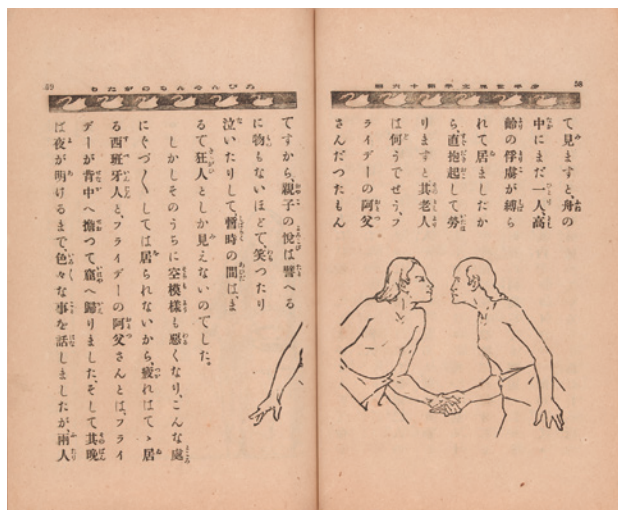 58
少年世界文学第十六編
て見ますと、舟の
中にまだ一人、高
齢の俘虜が縛ら
れて居ましたか
ら、直抱起して勞
りますと其老人
は何うでせう、フ
ライデーの阿父
さんだつたもん
59
ろびんそんものがたり
ですから、親子の悅は譬へる
に物もないほどで、笑つたり
泣いたりして、暫時の間は、ま
るで狂人としか見えないのでした。
しかしそのうちに空模樣も惡くなり、こんな處
にぐづ〱しては居られないから、疲れはてゝ居
る西班牙人と、フライデーの阿父さんとは、フライ
デーが背中へ擔つて窟へ歸りました、そして其晩
は夜が明けるまで、色々な事を話しましたが、兩人